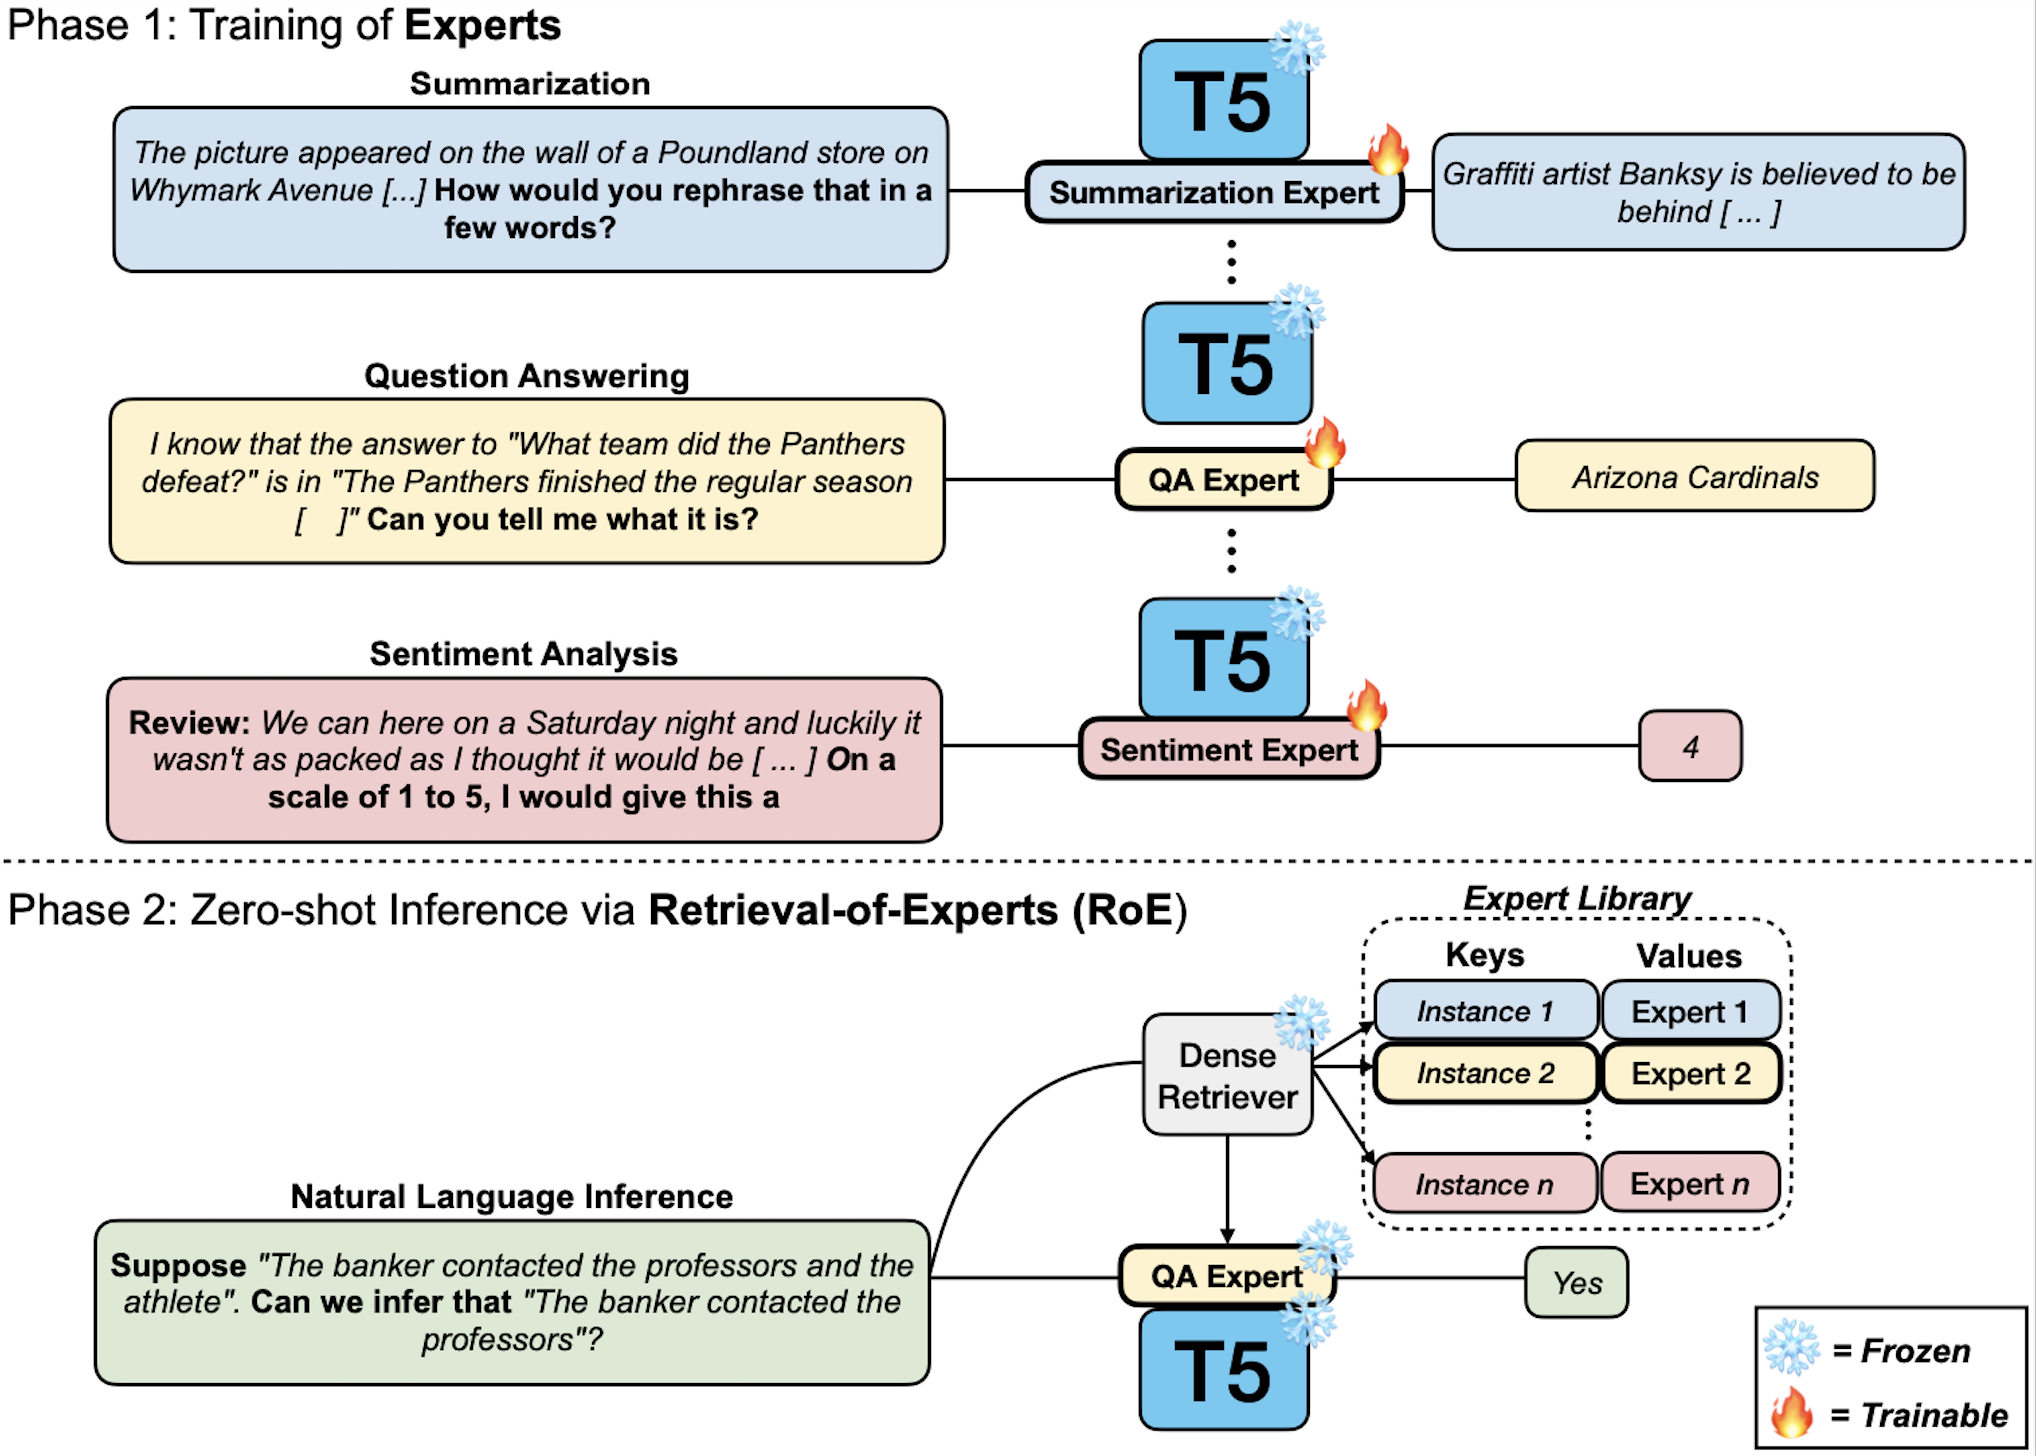 Phase 1: Training of Experts
Summarization
The picture appeared on the wall of a Poundland store on
Whymark Avenue [...] How would you rephrase that in a
few words?
T5
Summarization Expert
Graffiti artist Banksy is believed to be
behind [ ... ]
Question Answering
I know that the answer to "What team did the Panthers
defeat?" is in "The Panthers finished the regular season
[    ]" Can you tell me what it is?
T5
QA Expert
Arizona Cardinals
Sentiment Analysis
Review: We can here on a Saturday night and luckily it
wasn't as packed as I thought it would be [ ... ] On a
scale of 1 to 5, I would give this a
T5
Sentiment Expert
4
Phase 2: Zero-shot Inference via Retrieval-of-Experts (RoE)
Expert Library
Keys Values
Instance 1 Expert 1
Instance 2 Expert 2
Instance n Expert n
Dense
Retriever
Natural Language Inference
Suppose "The banker contacted the professors and the
athlete". Can we infer that "The banker contacted the
professors"?
QA Expert
T5
Yes
= Frozen
= Trainable